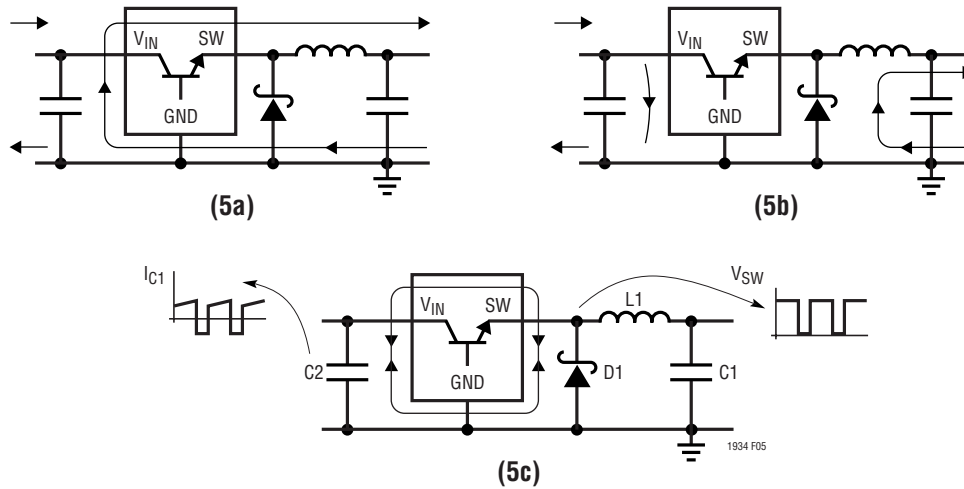 VIN SW
GND
(5a)
VIN SW
GND
(5b)
IC1
VIN SW
GND
C2
VSW
L1
D1
C1
1934 F05
(5c)